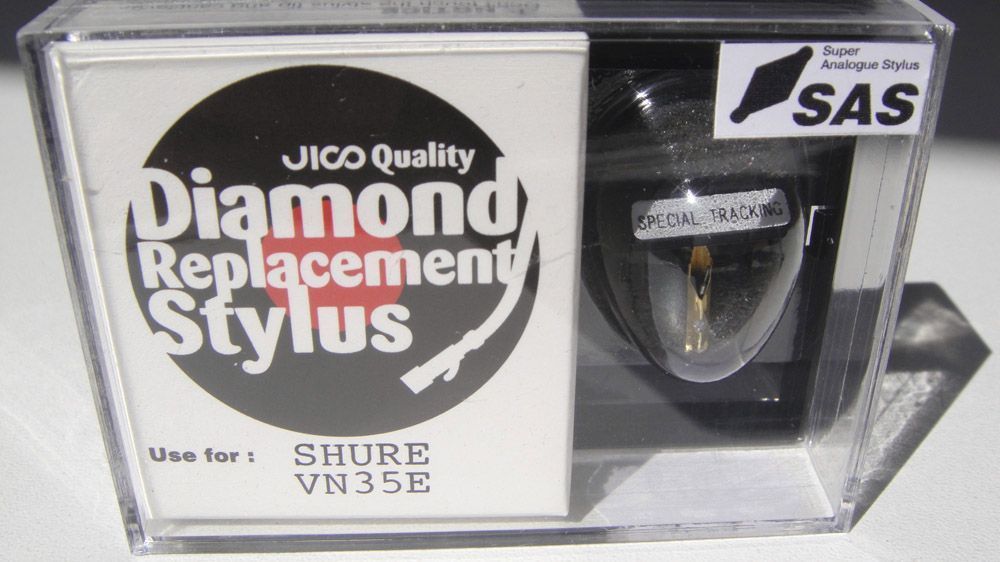 JICO Quality
Diamond
Replacement
Stylus
Use for :
SHURE
VN35E
Super
Analogue Stylus
SAS
SPECIAL TRACKING